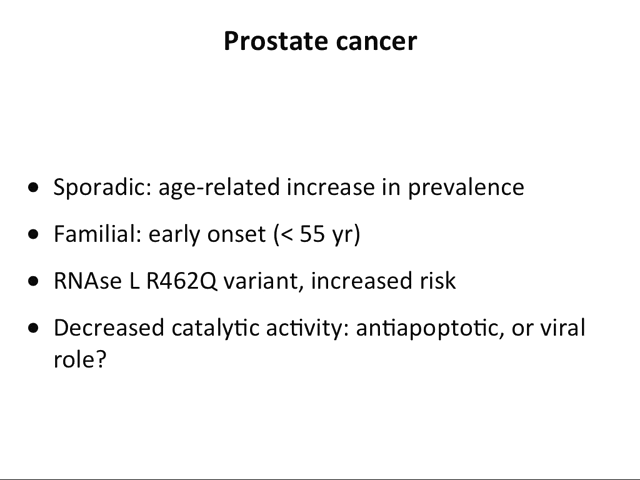 Prostate cancer
• Sporadic: age-related increase in prevalence
• Familial: early onset (< 55 yr)
• RNAse L R462Q variant, increased risk
• Decreased catalytic activity: antiapoptotic, or viral
role?